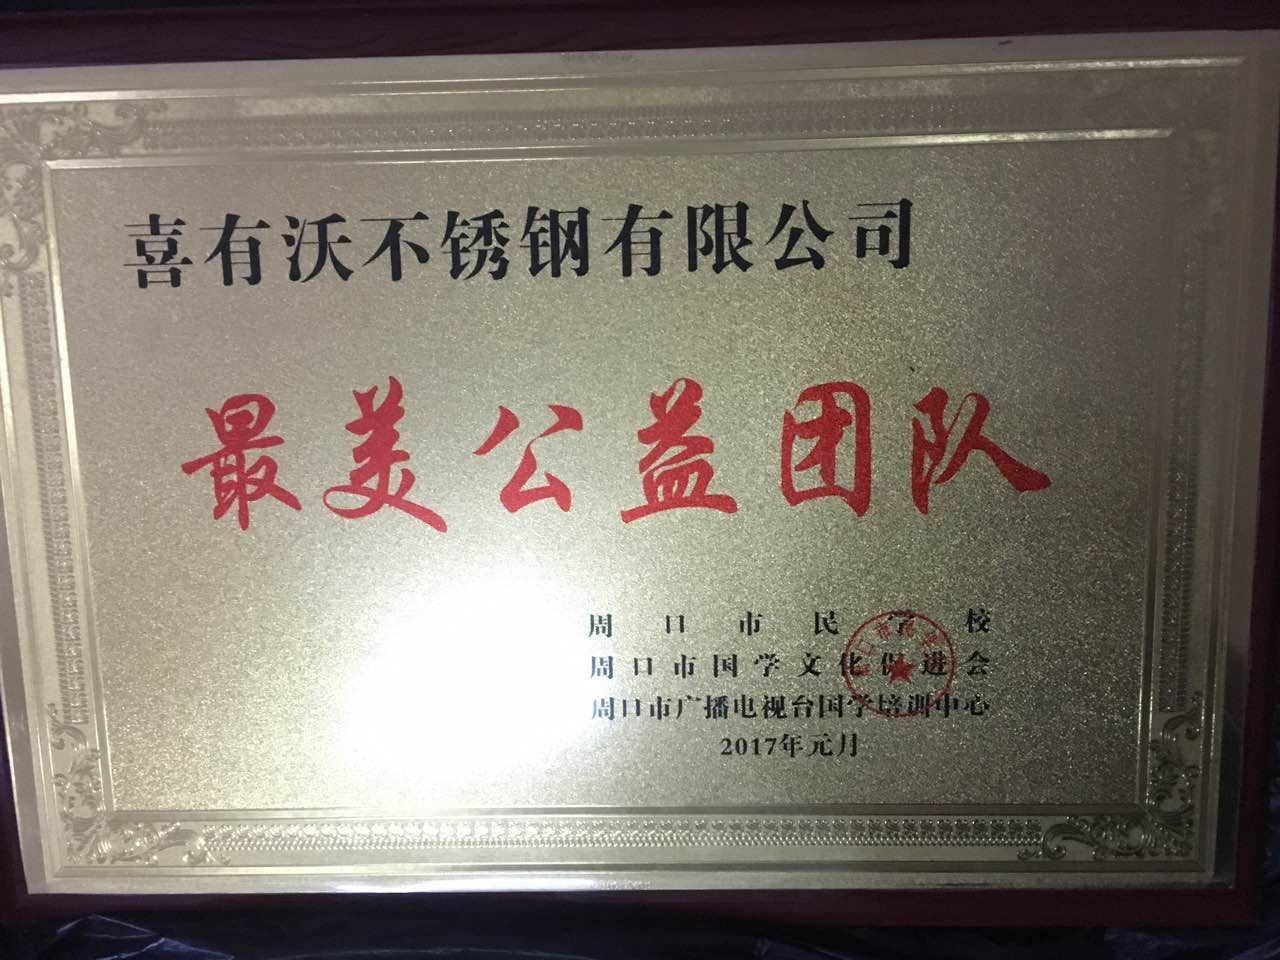 喜有沃不锈钢有限公司
最美公益团队
周口市民学校
周口市国学文化促进会
周口市广播电视台国学培训中心
2017年元月